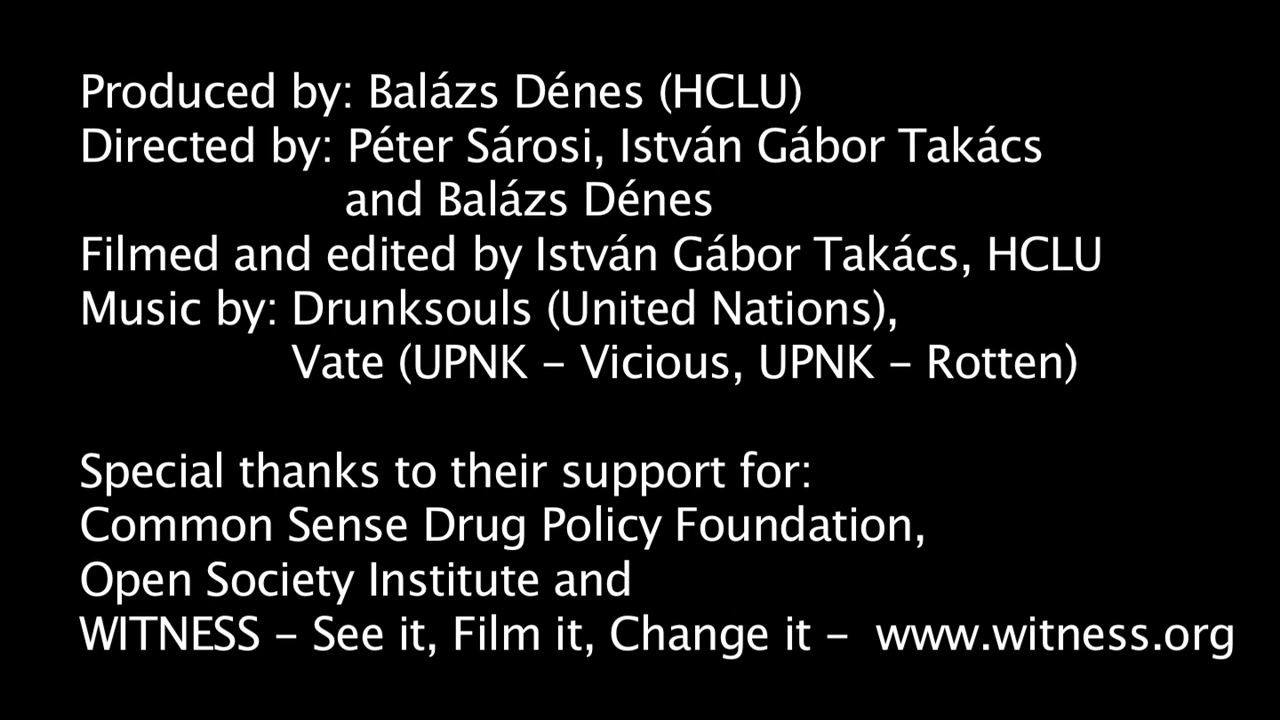 Produced by: Balázs Dénes (HCLU)
Directed by: Péter Sárosi, István Gábor Takács
and Balázs Dénes
Filmed and edited by István Gábor Takács, HCLU
Music by: Drunksouls (United Nations),
Vate (UPNK - Vicious, UPNK - Rotten)
Special thanks to their support for:
Common Sense Drug Policy Foundation,
Open Society Institute and
WITNESS - See it, Film it, Change it - www.witness.org